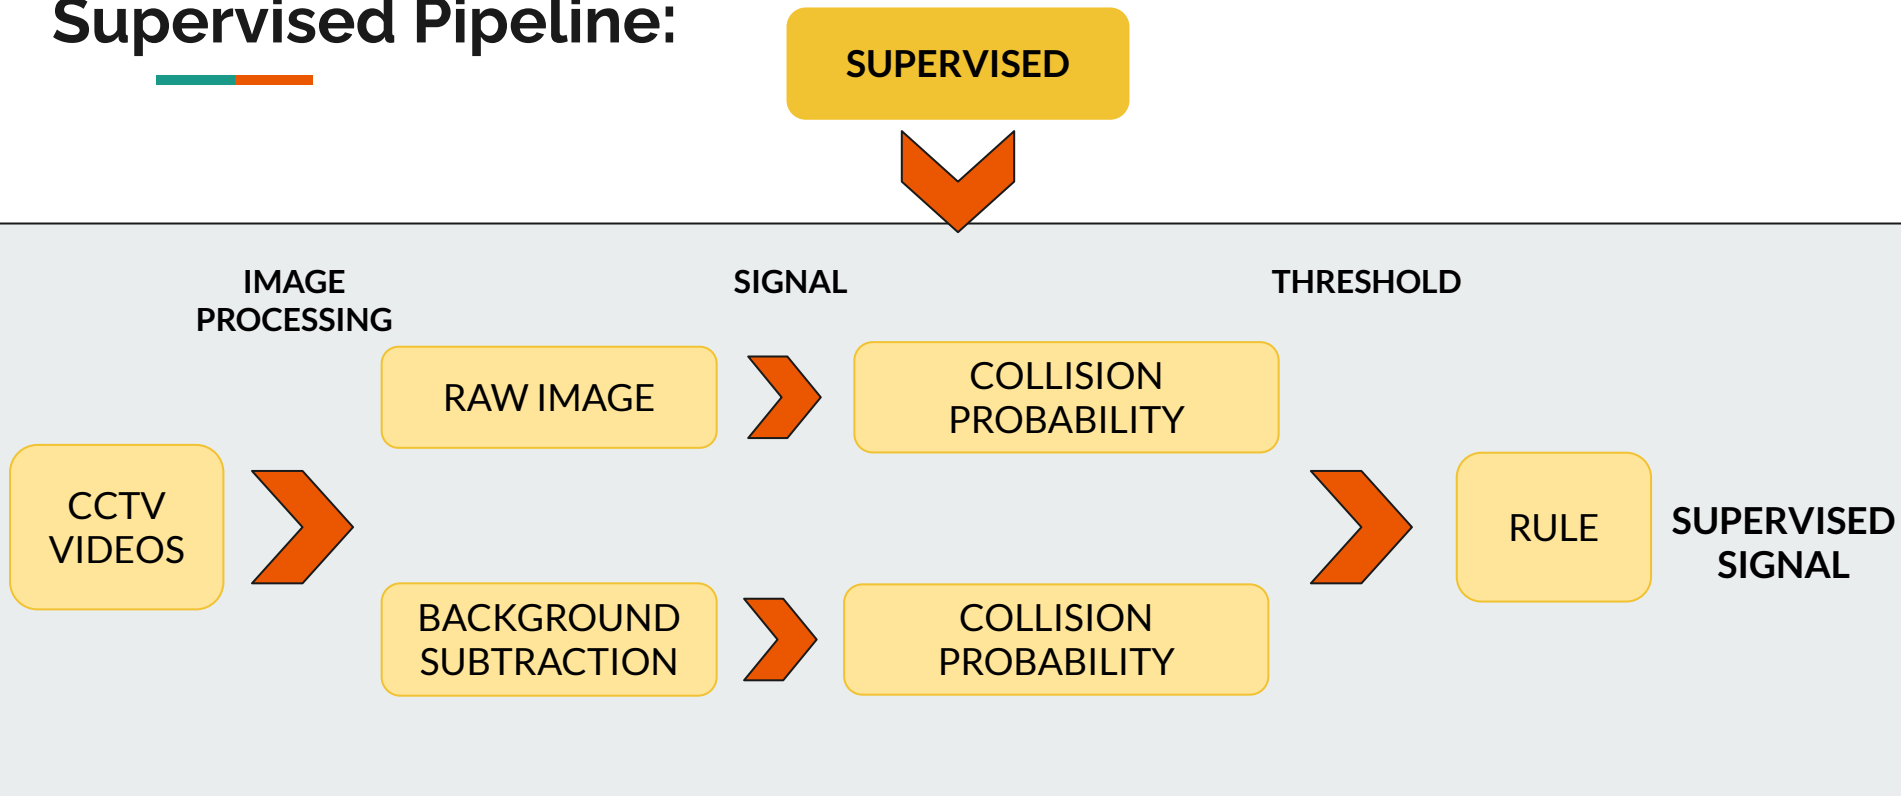 Supervised Pipeline:
SUPERVISED
IMAGE
PROCESSING
SIGNAL
THRESHOLD
RAW IMAGE
COLLISION
PROBABILITY
CCTV
VIDEOS
RULE
SUPERVISED
SIGNAL
BACKGROUND
SUBTRACTION
COLLISION
PROBABILITY